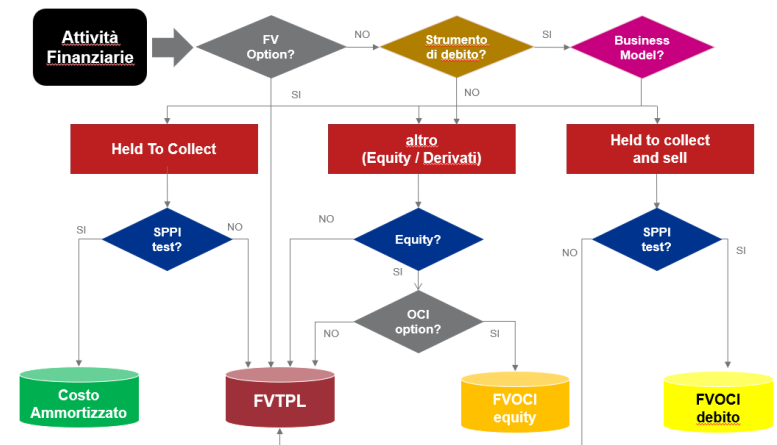 Attività
Finanziarie
FV
Option?
NO
Strumento
di debito?
SI
Business
Model?
SI
NO
Held To Collect
altro
(Equity / Derivati)
Held to collect
and sell
SI
SPPI
test?
NO
NO
Equity?
SI
NO
SPPI
test?
SI
NO
OCI
option?
SI
Costo
Ammortizzato
FVTPL
FVOCI
equity
FVOCI
debito